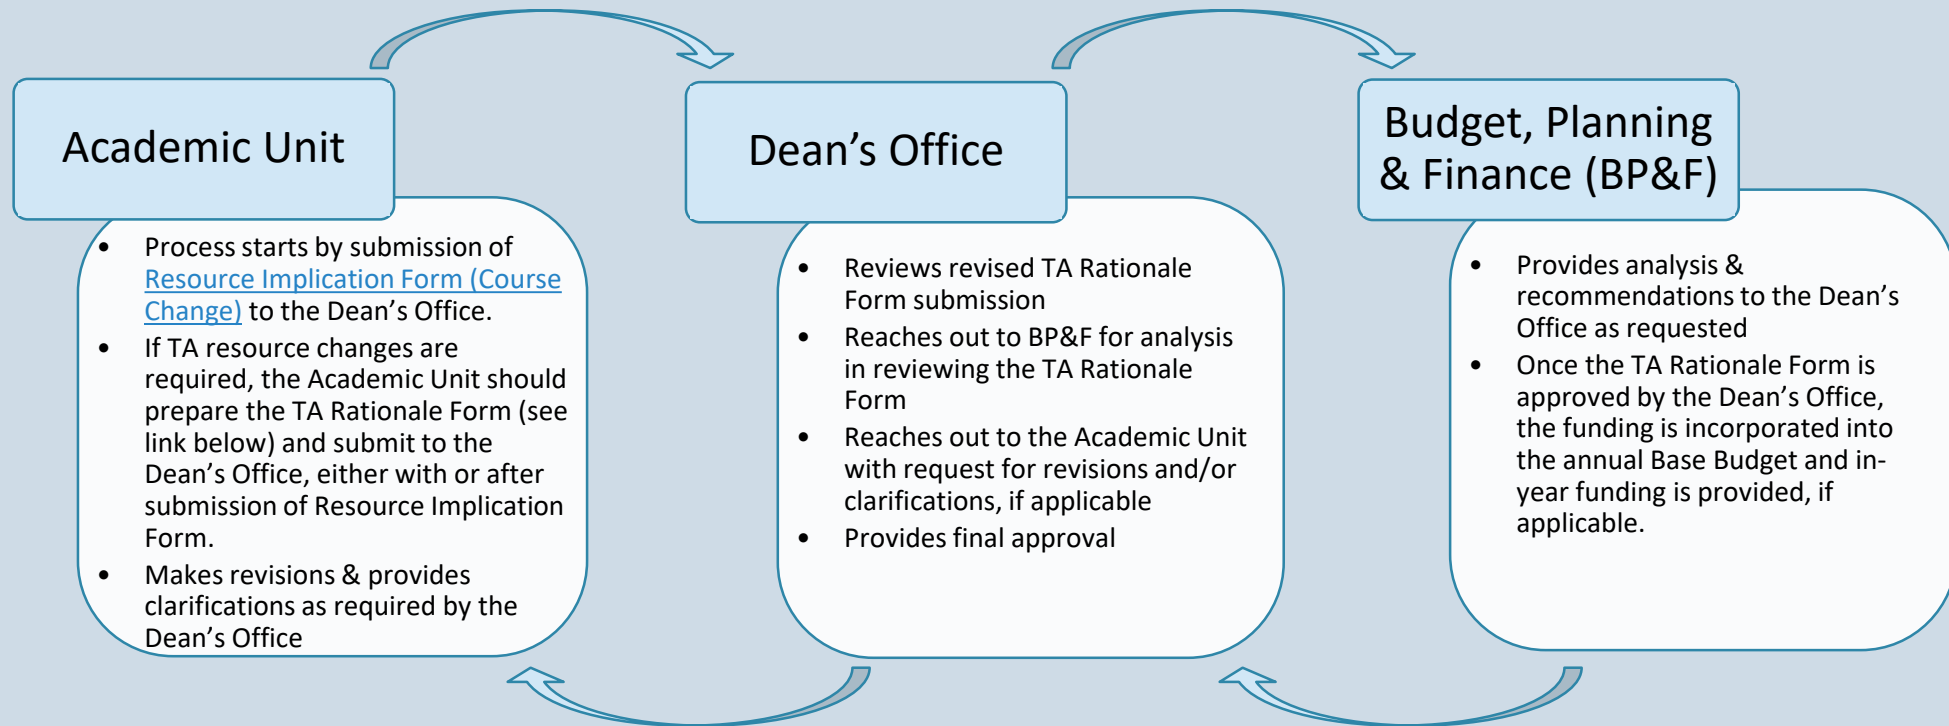 Academic Unit
• Process starts by submission of
Resource Implication Form (Course
Change) to the Dean’s Office.
• If TA resource changes are
required, the Academic Unit should
prepare the TA Rationale Form (see
link below) and submit to the
Dean’s Office, either with or after
submission of Resource Implication
Form.
• Makes revisions & provides
clarifications as required by the
Dean’s Office
Dean’s Office
• Reviews revised TA Rationale
Form submission
• Reaches out to BP&F for analysis
in reviewing the TA Rationale
Form
• Reaches out to the Academic Unit
with request for revisions and/or
clarifications, if applicable
• Provides final approval
Budget, Planning
& Finance (BP&F)
• Provides analysis &
recommendations to the Dean’s
Office as requested
• Once the TA Rationale Form is
approved by the Dean’s Office,
the funding is incorporated into
the annual Base Budget and in-
year funding is provided, if
applicable.